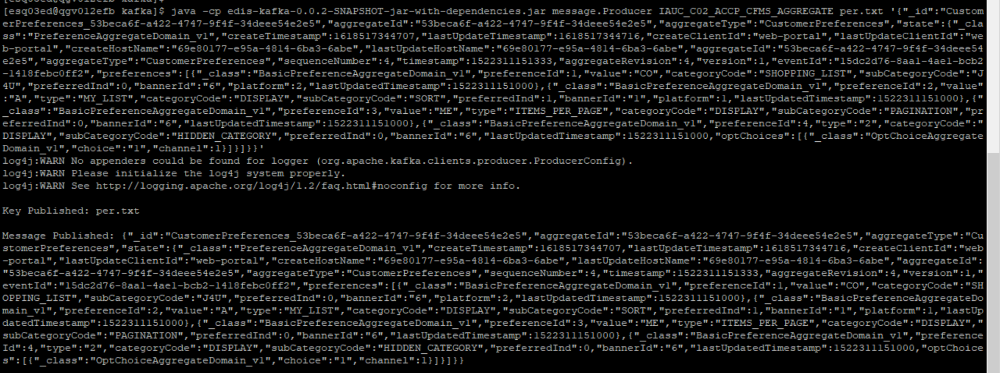 [esq03ed@qgv012efb kafka]$
[esq03ed@qgv012efb kafka]$ java -cp edis-kafka-0.0.2-SNAPSHOT-jar-with-dependencies.jar message.Producer IAUC_C02_ACCP_CFMS_AGGREGATE per.txt '{"_id":"Custom
erPreferences_53beca6f-a422-4747-9f4f-34deee54e2e5","aggregateId":"53beca6f-a422-4747-9f4f-34deee54e2e5","aggregateType":"CustomerPreferences","state":{"_cla
ss":"PreferenceAggregateDomain_v1","createTimestamp":1618517344707,"lastUpdateTimestamp":1618517344716,"createClientId":"web-portal","lastUpdateClientId":"we
b-portal","createHostName":"69e80177-e95a-4814-6ba3-6abe","lastUpdateHostName":"69e80177-e95a-4814-6ba3-6abe","aggregateId":"53beca6f-a422-4747-9f4f-34deee54
e2e5","aggregateType":"CustomerPreferences","sequenceNumber":4,"timestamp":1522311151333,"aggregateRevision":4,"version":1,"eventId":"15dc2d76-8aa1-4ae1-bcb2
-1418febc0ff2","preferences":[{"_class":"BasicPreferenceAggregateDomain_v1","preferenceId":1,"value":"CO","categoryCode":"SHOPPING_LIST","subCategoryCode":"J
4U","preferredInd":0,"bannerId":"6","platform":2,"lastUpdatedTimestamp":1522311151000},{"_class":"BasicPreferenceAggregateDomain_v1","preferenceId":2,"value"
:"A","type":"MY_LIST","categoryCode":"DISPLAY","subCategoryCode":"SORT","preferredInd":1,"bannerId":"1","platform":1,"lastUpdatedTimestamp":1522311151000},{"
_class":"BasicPreferenceAggregateDomain_v1","preferenceId":3,"value":"ME","type":"ITEMS_PER_PAGE","categoryCode":"DISPLAY","subCategoryCode":"PAGINATION","pr
eferredInd":0,"bannerId":"6","lastUpdatedTimestamp":1522311151000},{"_class":"BasicPreferenceAggregateDomain_v1","preferenceId":4,"type":"2","categoryCode":"
DISPLAY","subCategoryCode":"HIDDEN_CATEGORY","preferredInd":0,"bannerId":"6","lastUpdatedTimestamp":1522311151000,"optChoices":[{"_class":"OptChoiceAggregate
Domain_v1","choice":"1","channel":1}]}]}}'
log4j:WARN No appenders could be found for logger (org.apache.kafka.clients.producer.ProducerConfig).
log4j:WARN Please initialize the log4j system properly.
log4j:WARN See http://logging.apache.org/log4j/1.2/faq.html#noconfig for more info.
Key Published: per.txt
Message Published: {"_id":"CustomerPreferences_53beca6f-a422-4747-9f4f-34deee54e2e5","aggregateId":"53beca6f-a422-4747-9f4f-34deee54e2e5","aggregateType":"Cu
stomerPreferences","state":{"_class":"PreferenceAggregateDomain_v1","createTimestamp":1618517344707,"lastUpdateTimestamp":1618517344716,"createClientId":"web
-portal","lastUpdateClientId":"web-portal","createHostName":"69e80177-e95a-4814-6ba3-6abe","lastUpdateHostName":"69e80177-e95a-4814-6ba3-6abe","aggregateId":
"53beca6f-a422-4747-9f4f-34deee54e2e5","aggregateType":"CustomerPreferences","sequenceNumber":4,"timestamp":1522311151333,"aggregateRevision":4,"version":1,"
eventId":"15dc2d76-8aa1-4ae1-bcb2-1418febc0ff2","preferences":[{"_class":"BasicPreferenceAggregateDomain_v1","preferenceId":1,"value":"CO","categoryCode":"SH
OPPING_LIST","subCategoryCode":"J4U","preferredInd":0,"bannerId":"6","platform":2,"lastUpdatedTimestamp":1522311151000},{"_class":"BasicPreferenceAggregateDo
main_v1","preferenceId":2,"value":"A","type":"MY_LIST","categoryCode":"DISPLAY","subCategoryCode":"SORT","preferredInd":1,"bannerId":"1","platform":1,"lastUp
datedTimestamp":1522311151000},{"_class":"BasicPreferenceAggregateDomain_v1","preferenceId":3,"value":"ME","type":"ITEMS_PER_PAGE","categoryCode":"DISPLAY","
subCategoryCode":"PAGINATION","preferredInd":0,"bannerId":"6","lastUpdatedTimestamp":1522311151000},{"_class":"BasicPreferenceAggregateDomain_v1","preference
Id":4,"type":"2","categoryCode":"DISPLAY","subCategoryCode":"HIDDEN_CATEGORY","preferredInd":0,"bannerId":"6","lastUpdatedTimestamp":1522311151000,"optChoice
s":[{"_class":"OptChoiceAggregateDomain_v1","choice":"1","channel":1}]}]}}